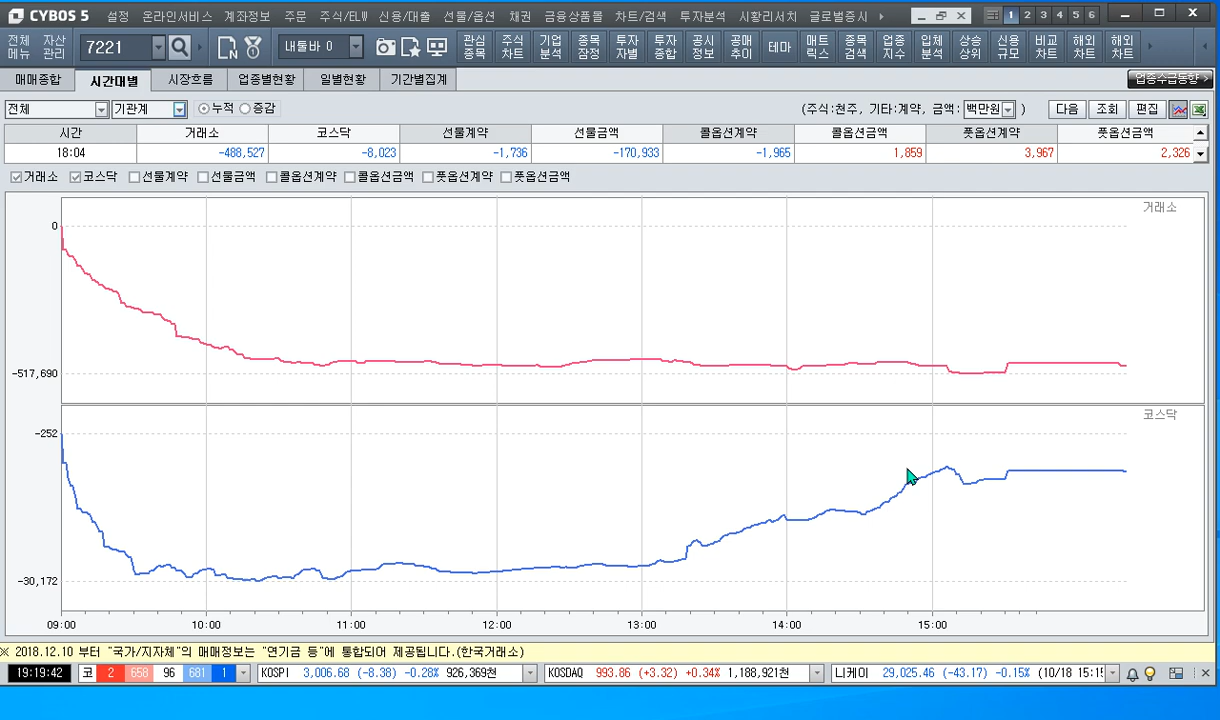 CYBOS 5 설정 온라인서비스 계좌정보 주문 주식/ELW 신용/대출 선물/옵션 채권 금융상품몰 차트/검색 투자분석 시황리서치 글로벌증시 1 2 3 4 5 6
전체메뉴 자산관리 7221 내툴바 0 관심종목 주식차트 기업분석 종목잠정 투자자별 투자종합 공시정보 공매추이 테마 매트릭스 종목검색 업종지수 입체분석 상승상위 신용규모 비교차트 해외차트 해외차트
매매종합 시간대별 시장흐름 업종별현황 일별현황 기간별집계 업종수급동향 >
전체 기관계 누적 증감 (주식:천주, 기타:계약, 금액: 백만원 ) 다음 조회 편집
시간 거래소 코스닥 선물계약 선물금액 콜옵션계약 콜옵션금액 풋옵션계약 풋옵션금액
18:04 -488,527 -8,023 -1,736 -170,933 -1,965 1,859 3,967 2,326
거래소 코스닥 선물계약 선물금액 콜옵션계약 콜옵션금액 풋옵션계약 풋옵션금액
거래소
0
-517,690
코스닥
-252
-30,172
09:00 10:00 11:00 12:00 13:00 14:00 15:00
※ 2018.12.10 부터 "국가/지자체"의 매매정보는 "연기금 등"에 통합되어 제공됩니다.(한국거래소)
19:19:42 코 2 658 96 681 1 KOSPI 3,006.68 (-8.38) -0.28% 926,369천 KOSDAQ 993.86 (+3.32) +0.34% 1,188,921천 니케이 29,025.46 (-43.17) -0.15% (10/18 15:15